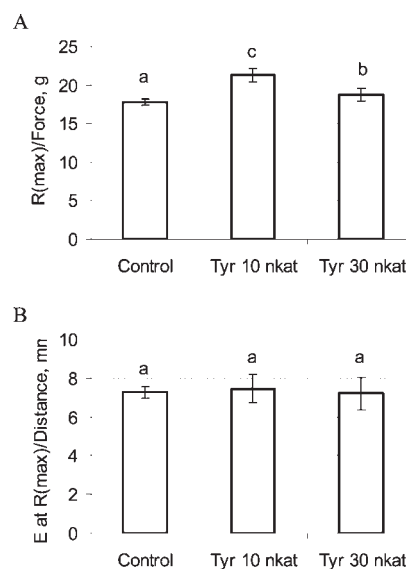 A
R(max)/Force, g
25
20
15
10
5
0
a
c
b
Control
Tyr 10 nkat
Tyr 30 nkat
B
E at R(max)/Distance, mn
10
8
6
4
2
0
a
a
a
Control
Tyr 10 nkat
Tyr 30 nkat